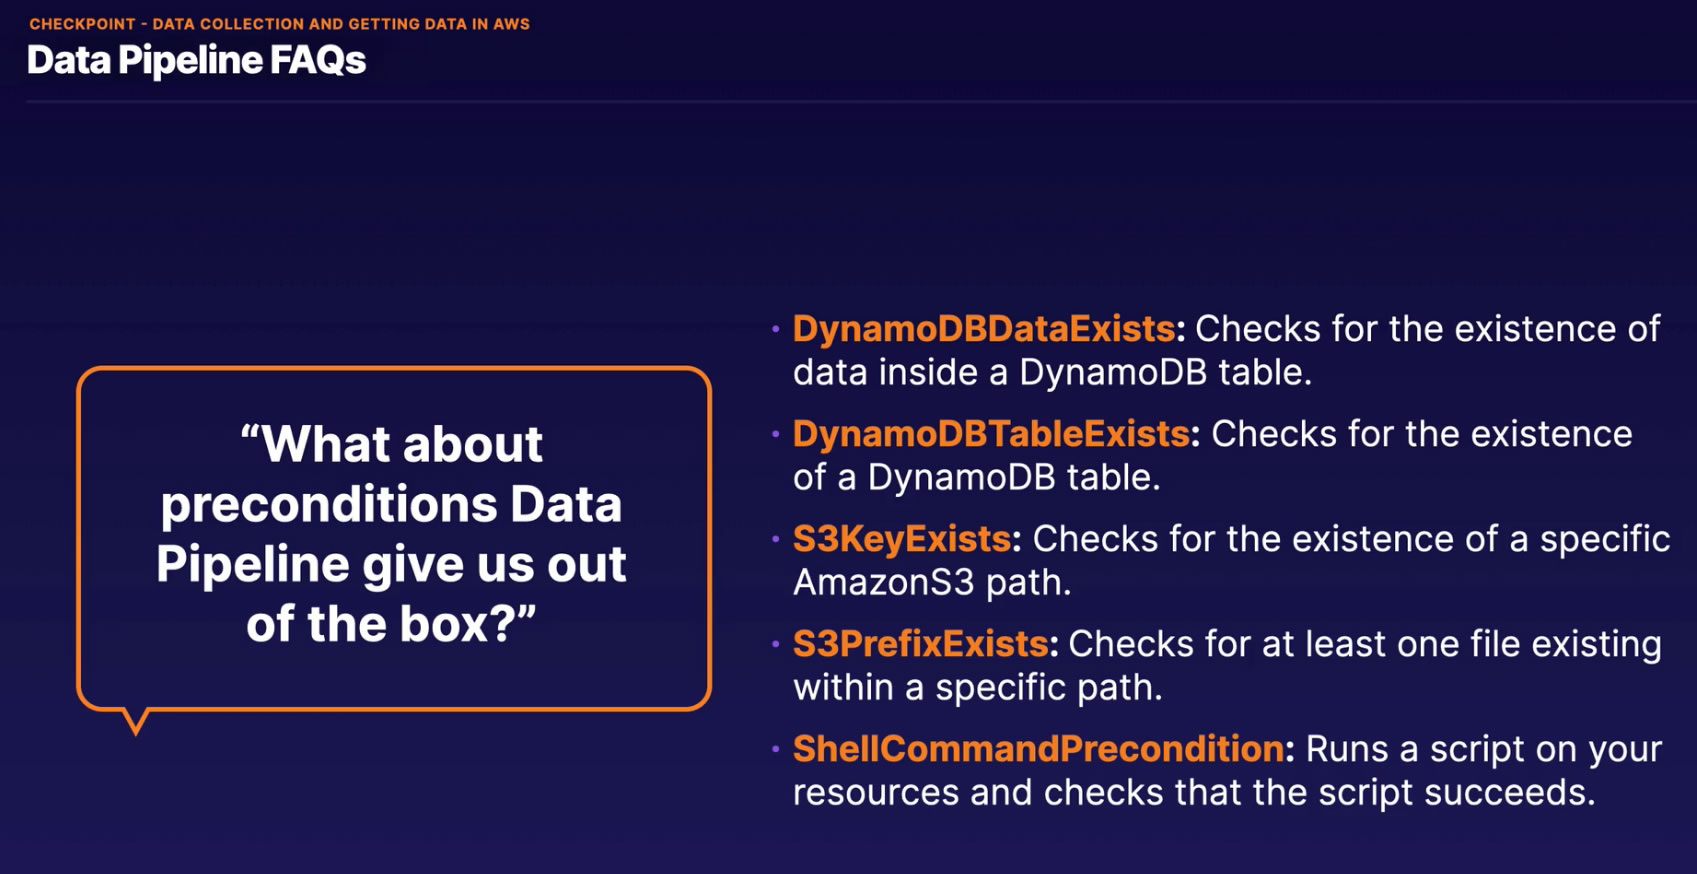 CHECKPOINT - DATA COLLECTION AND GETTING DATA IN AWS
Data Pipeline FAQs
“What about
preconditions Data
Pipeline give us out
of the box?”
· DynamoDBDataExists: Checks for the existence of
data inside a DynamoDB table.
· DynamoDBTableExists: Checks for the existence
of a DynamoDB table.
· S3KeyExists: Checks for the existence of a specific
AmazonS3 path.
· S3PrefixExists: Checks for at least one file existing
within a specific path.
· ShellCommandPrecondition: Runs a script on your
resources and checks that the script succeeds.